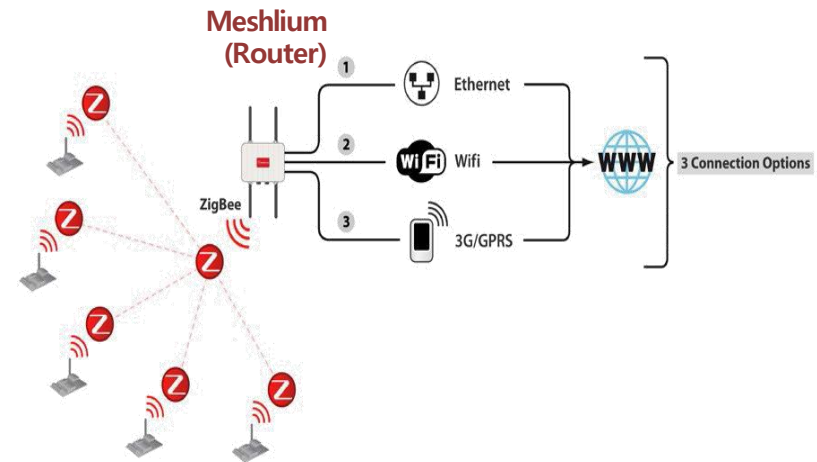 Meshlium
(Router)
1
Ethernet
2
Wi Fi
Wifi
WWW
3 Connection Options
ZigBee
3
3G/GPRS
Z
Z
Z
Z
Z
Z